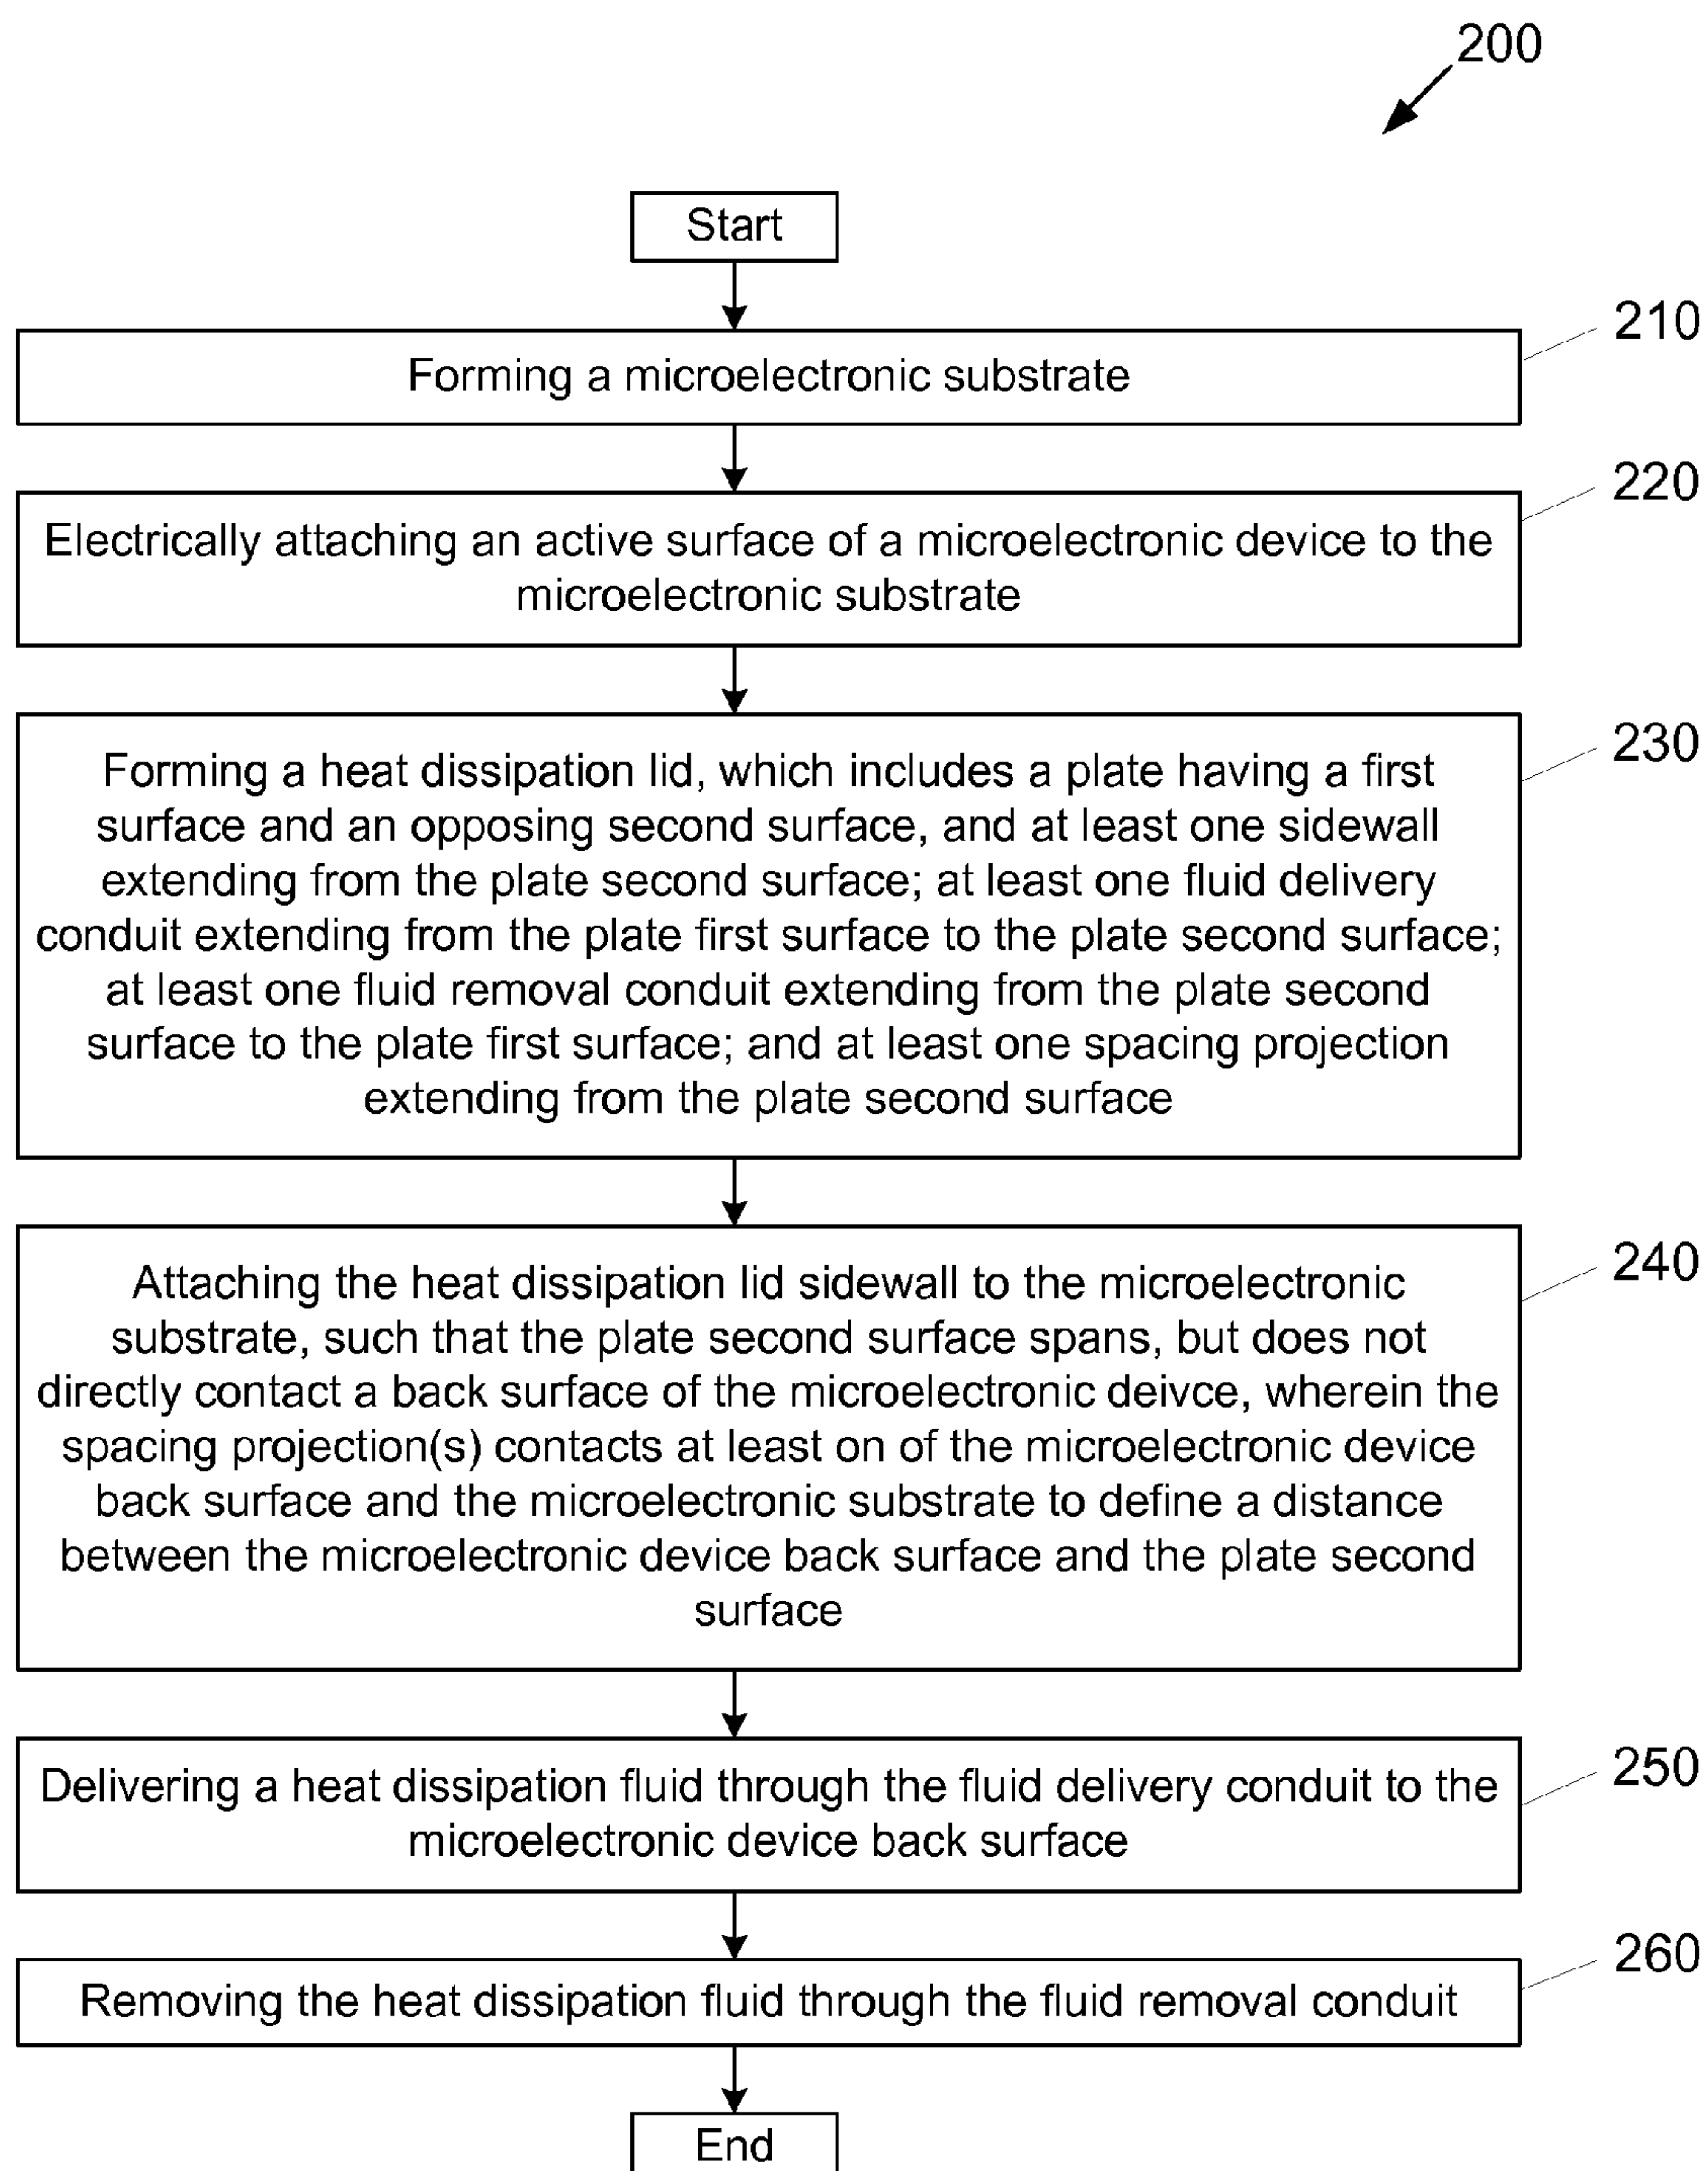 200
Start
210
Forming a microelectronic substrate
220
Electrically attaching an active surface of a microelectronic device to the
microelectronic substrate
230
Forming a heat dissipation lid, which includes a plate having a first
surface and an opposing second surface, and at least one sidewall
extending from the plate second surface; at least one fluid delivery
conduit extending from the plate first surface to the plate second surface;
at least one fluid removal conduit extending from the plate second
surface to the plate first surface; and at least one spacing projection
extending from the plate second surface
240
Attaching the heat dissipation lid sidewall to the microelectronic
substrate, such that the plate second surface spans, but does not
directly contact a back surface of the microelectronic deivce, wherein the
spacing projection(s) contacts at least on of the microelectronic device
back surface and the microelectronic substrate to define a distance
between the microelectronic device back surface and the plate second
surface
250
Delivering a heat dissipation fluid through the fluid delivery conduit to the
microelectronic device back surface
260
Removing the heat dissipation fluid through the fluid removal conduit
End